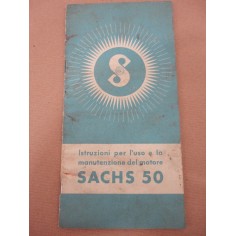 S
Istruzioni per l'uso e la
manutenzione del motore
SACHS 50